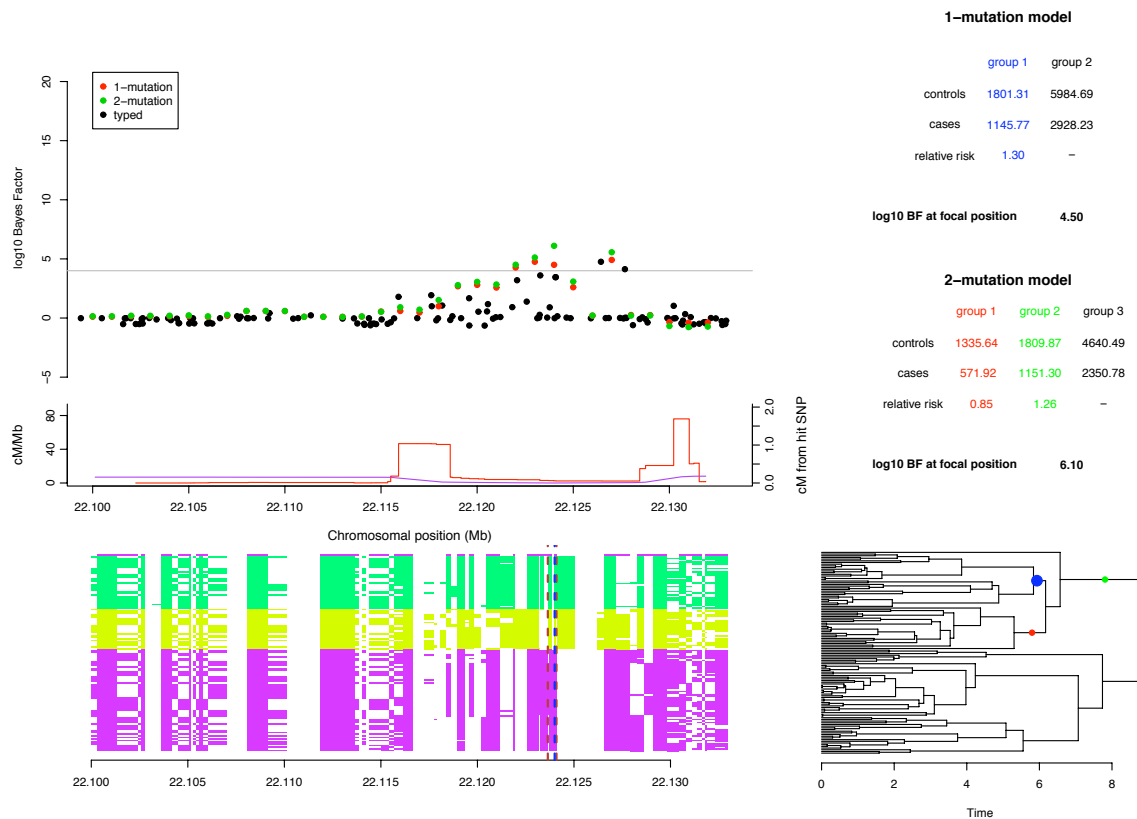 1−mutation model
group 1 group 2
controls 1801.31 5984.69
cases 1145.77 2928.23
relative risk 1.30 −
log10 BF at focal position 4.50
2−mutation model
group 1 group 2 group 3
controls 1335.64 1809.87 4640.49
cases 571.92 1151.30 2350.78
relative risk 0.85 1.26 −
log10 BF at focal position 6.10
1−mutation
2−mutation
typed
log10 Bayes Factor
20
15
10
5
0
−5
cM/Mb
80
40
0
2.0
1.0
0.0
cM from hit SNP
22.100 22.105 22.110 22.115 22.120 22.125 22.130
Chromosomal position (Mb)
22.100 22.105 22.110 22.115 22.120 22.125 22.130
0 2 4 6 8
Time